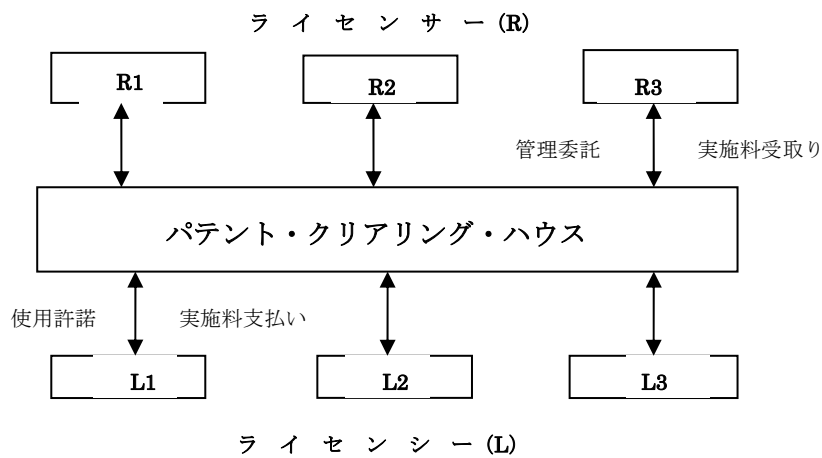 ラ イ セ ン サ ー (R)
R1 R2 R3
管理委託 実施料受取り
パテント・クリアリング・ハウス
使用許諾 実施料支払い
L1 L2 L3
ラ イ セ ン シ ー (L)